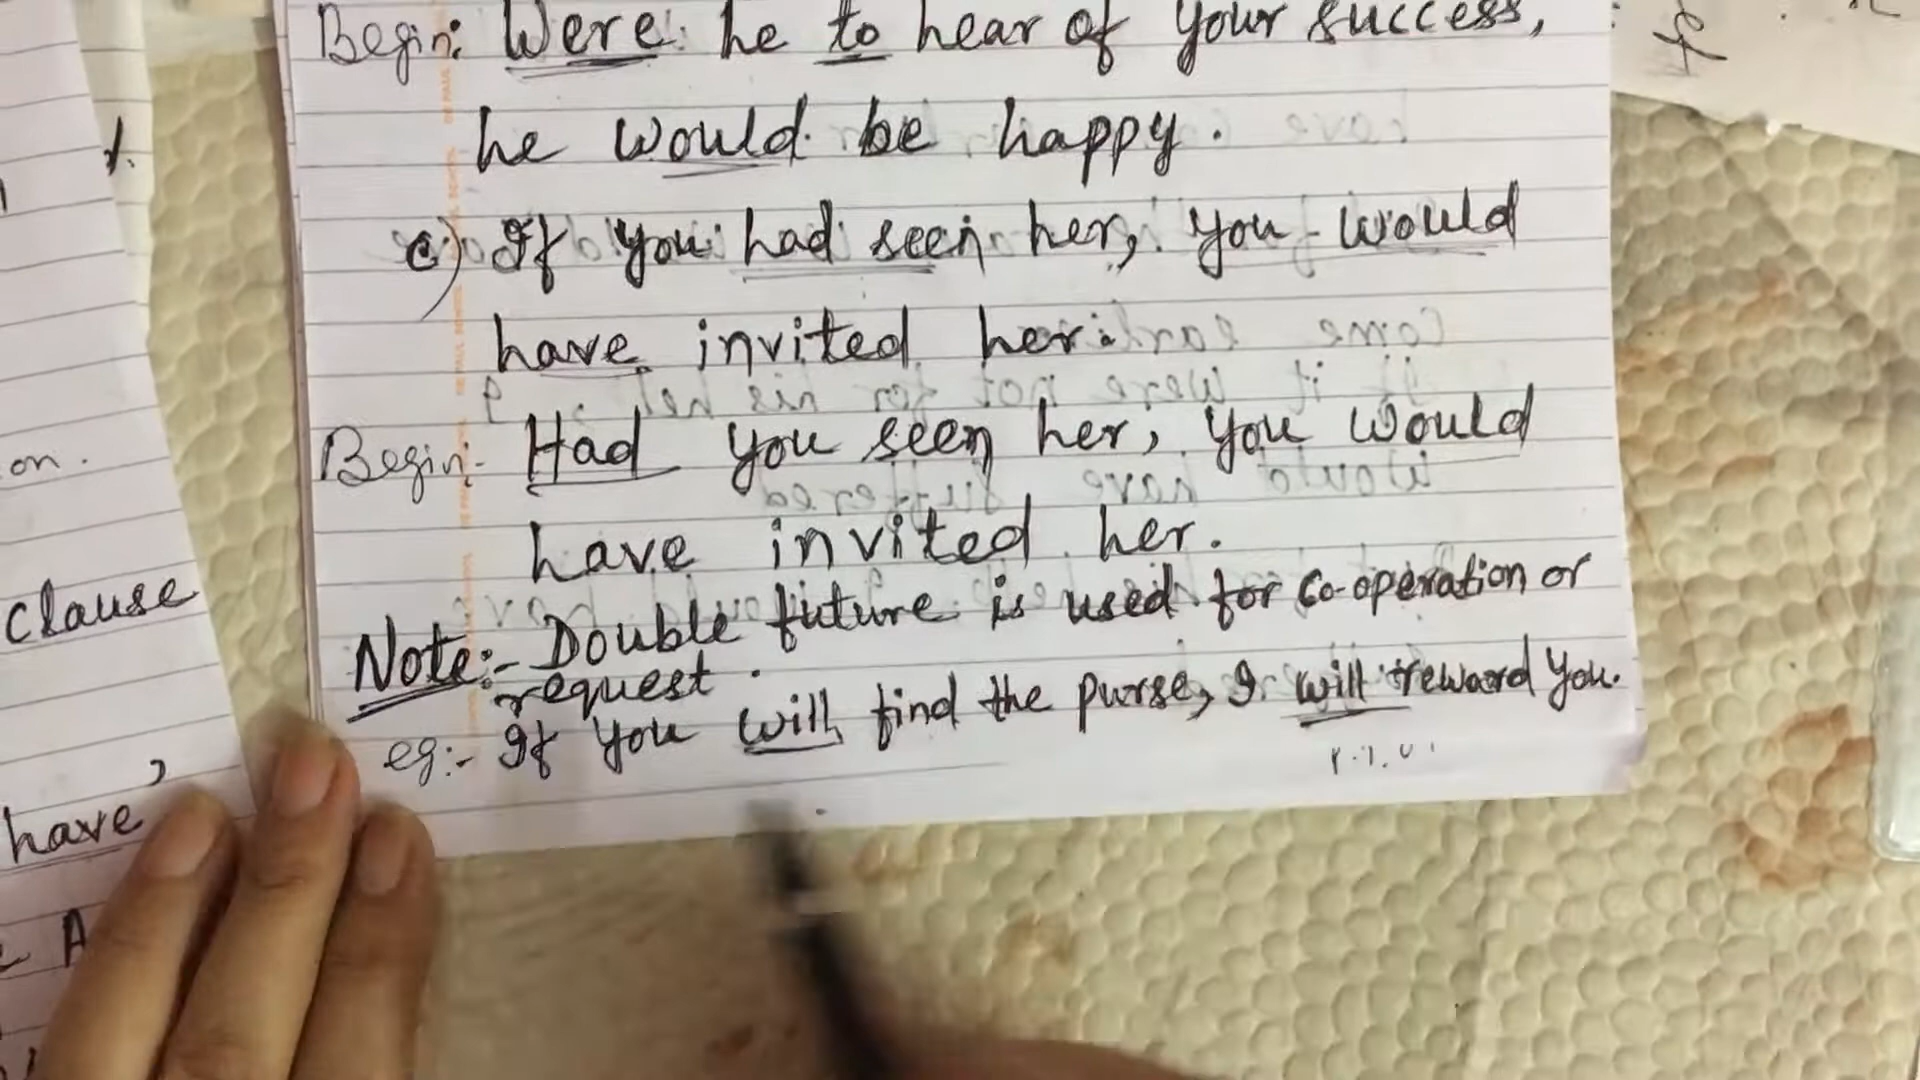 Begin: Were he to hear of your success,
he would be happy.
c) If you had seen her, you would
have invited her.
Begin:- Had you seen her, you would
have invited her.
Note:- Double future is used for co-operation or
request.
eg:- If you will find the purse, I will reward you.
P.T.O.
on.
clause
have,
A